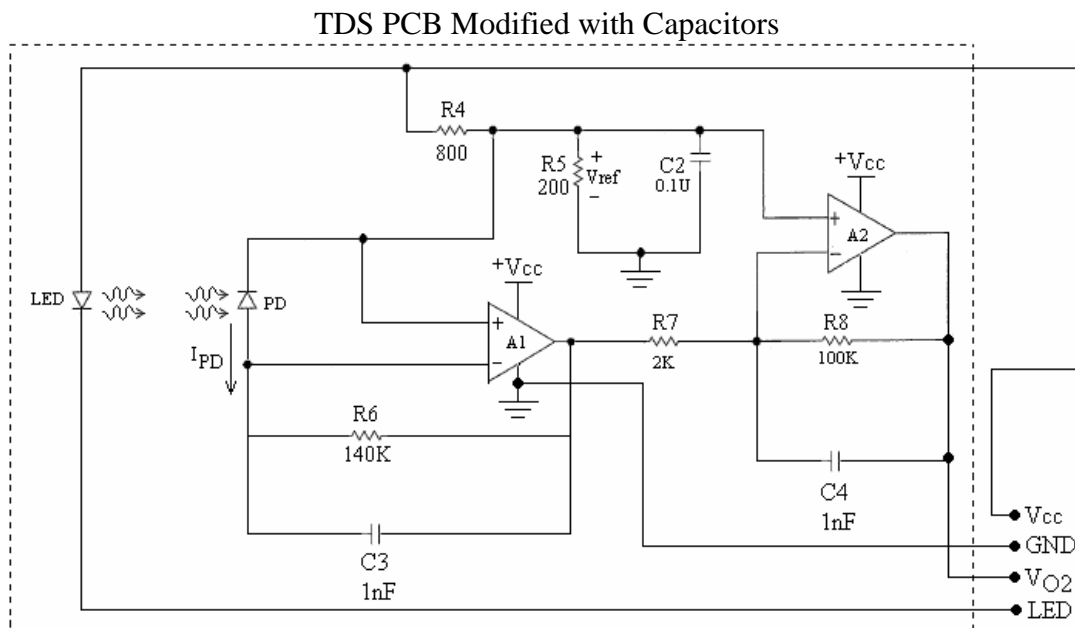 TDS PCB Modified with Capacitors
R4
800
R5
200
+
Vref
−
C2
0.1U
+Vcc
+
A2
−
LED
PD
+Vcc
+
A1
−
IPD
R7
2K
R8
100K
R6
140K
C4
1nF
C3
1nF
Vcc
GND
VO2
LED